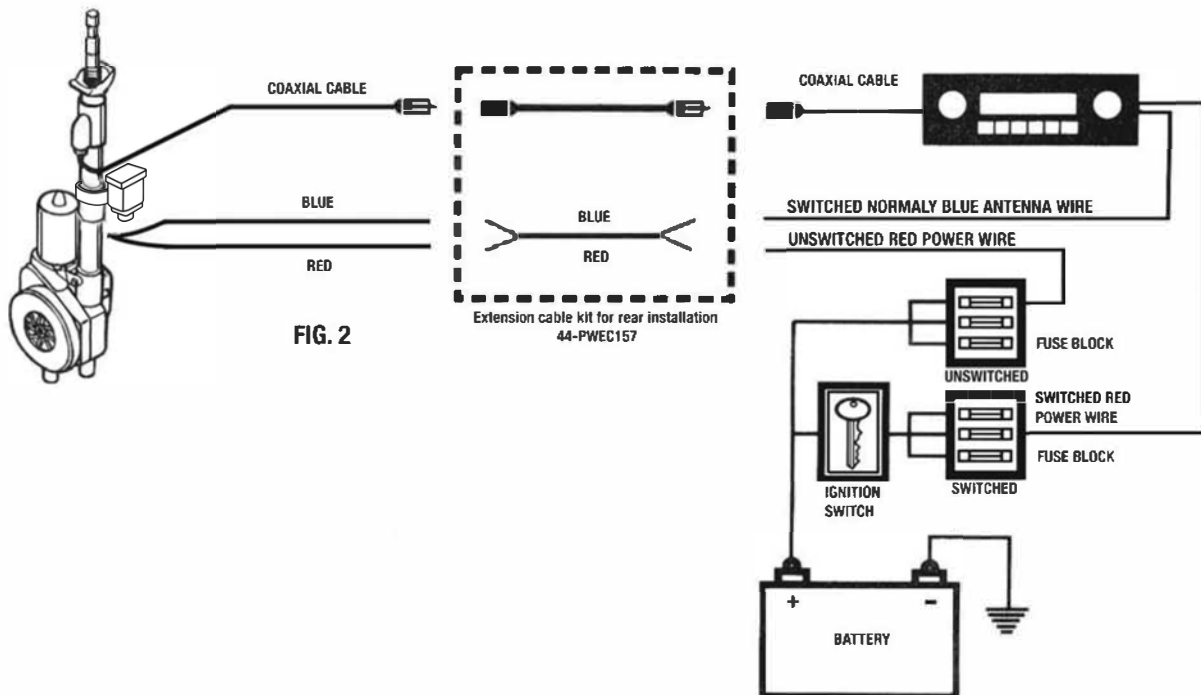 COAXIAL CABLE
COAXIAL CABLE
BLUE
BLUE
SWITCHED NORMALY BLUE ANTENNA WIRE
RED
RED
UNSWITCHED RED POWER WIRE
FIG. 2
Extension cable kit for rear installation
44-PWEC157
FUSE BLOCK
UNSWITCHED
SWITCHED RED
POWER WIRE
FUSE BLOCK
IGNITION
SWITCH
SWITCHED
+
–
BATTERY